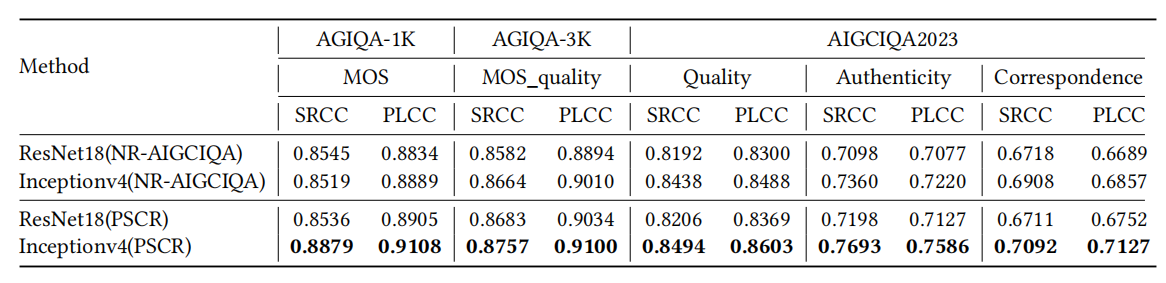 AGIQA-1K AGIQA-3K AIGCIQA2023
Method
MOS MOS_quality Quality Authenticity Correspondence
SRCC PLCC SRCC PLCC SRCC PLCC SRCC PLCC SRCC PLCC
ResNet18(NR-AIGCIQA) 0.8545 0.8834 0.8582 0.8894 0.8192 0.8300 0.7098 0.7077 0.6718 0.6689
Inceptionv4(NR-AIGCIQA) 0.8519 0.8889 0.8664 0.9010 0.8438 0.8488 0.7360 0.7220 0.6908 0.6857
ResNet18(PSCR) 0.8536 0.8905 0.8683 0.9034 0.8206 0.8369 0.7198 0.7127 0.6711 0.6752
Inceptionv4(PSCR) 0.8879 0.9108 0.8757 0.9100 0.8494 0.8603 0.7693 0.7586 0.7092 0.7127